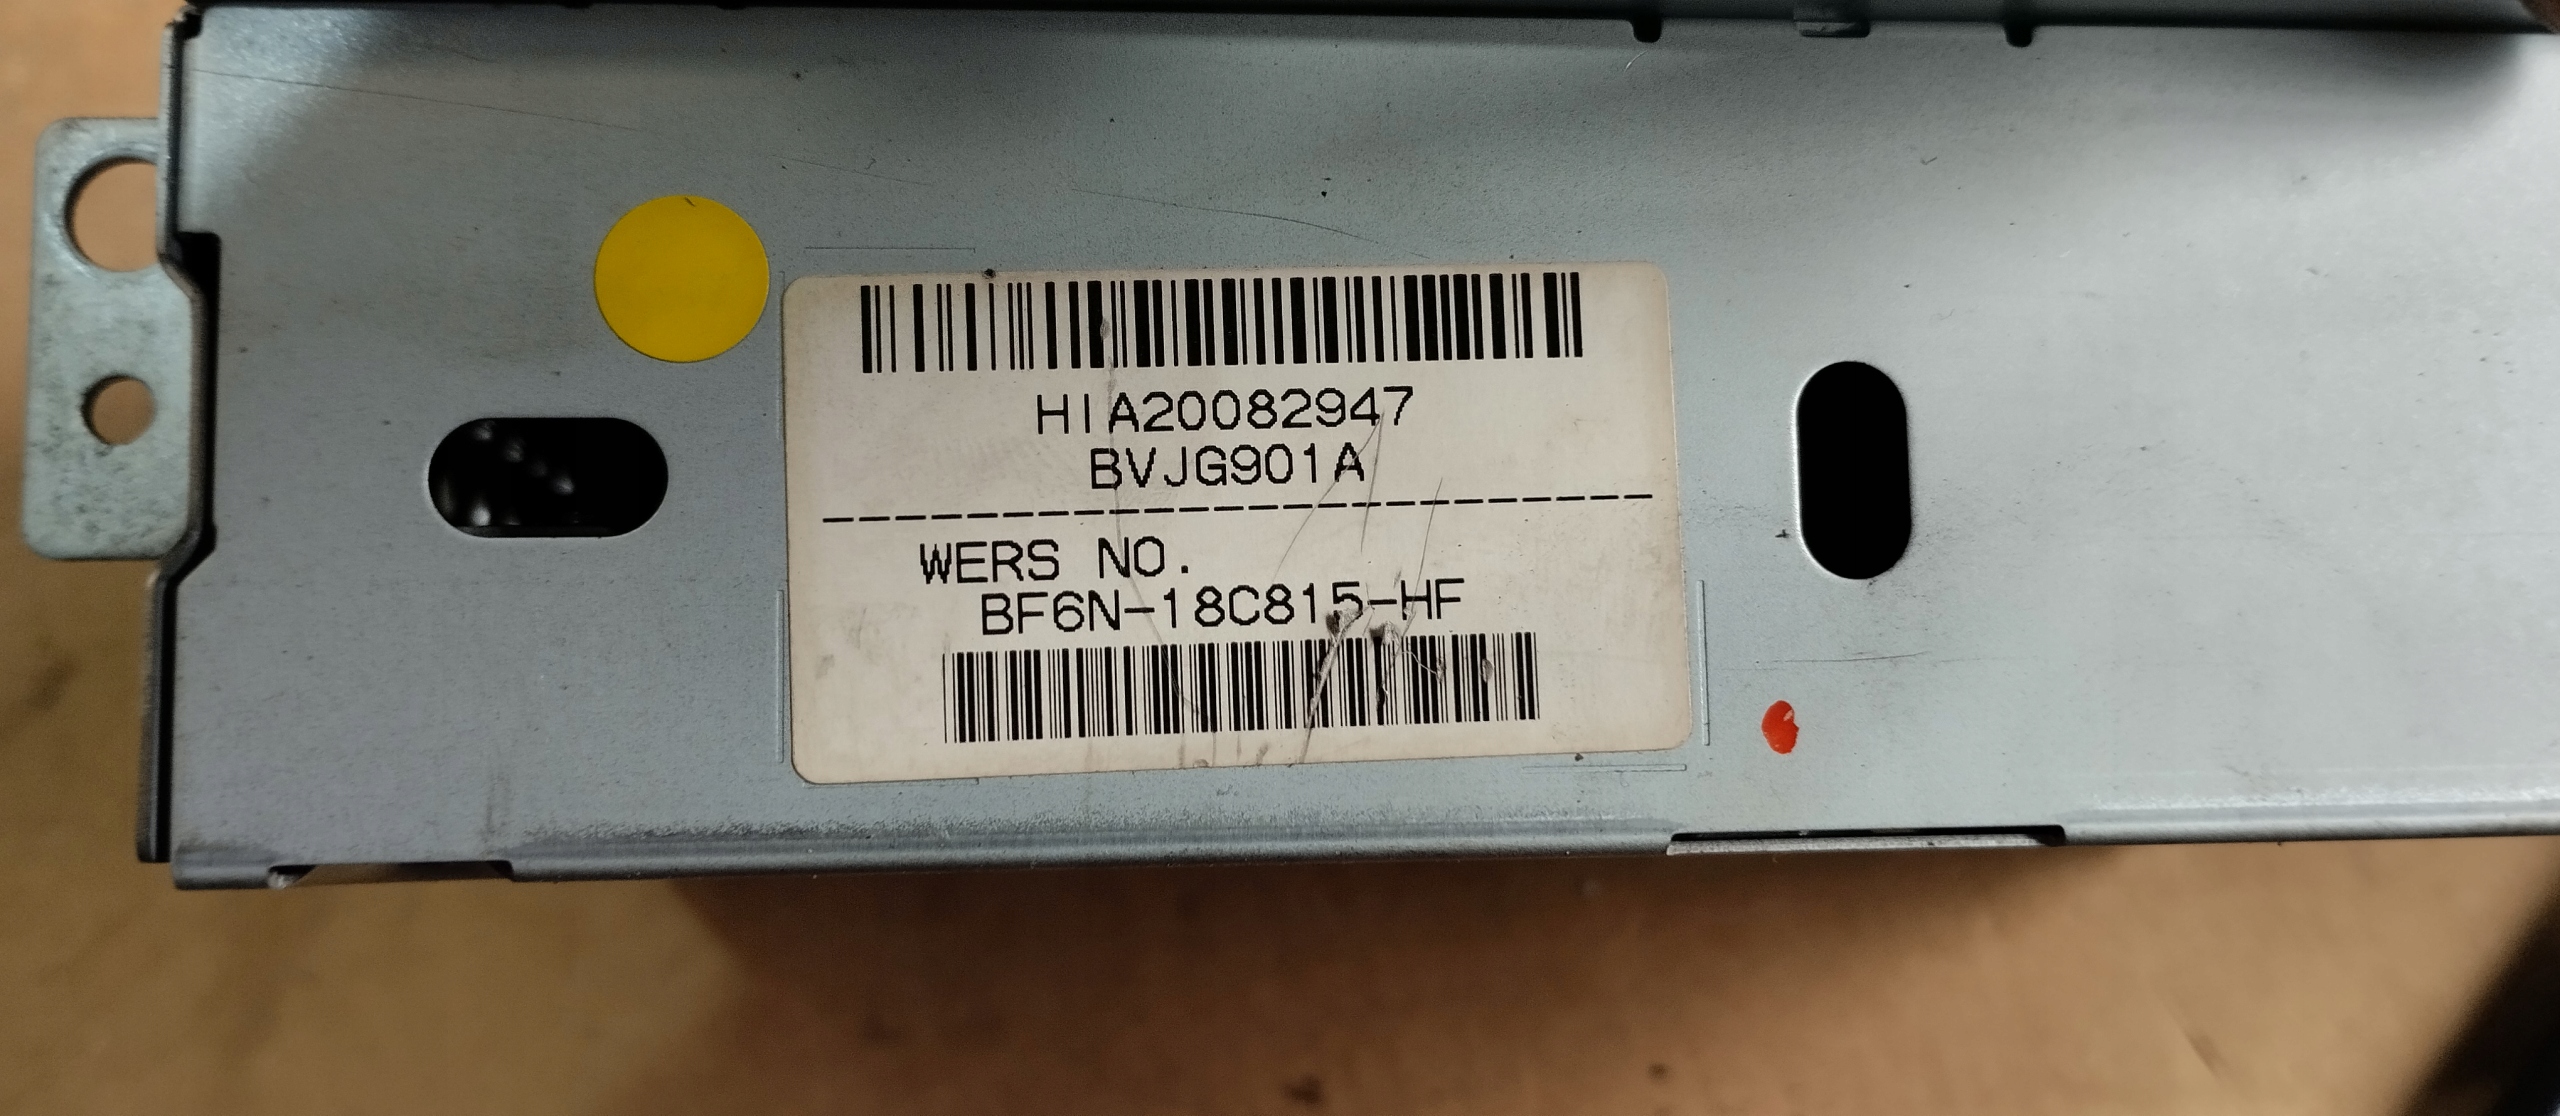 HIA20082947
BVJG901A
WERS NO.
BF6N-18C815-HF